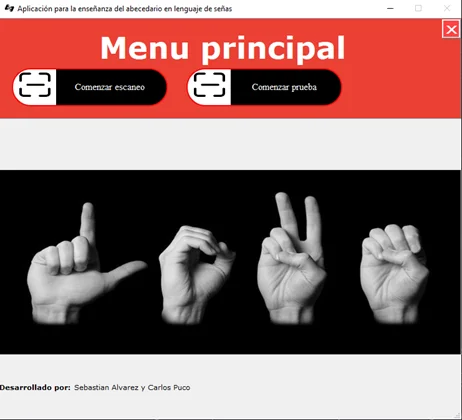 Aplicación para la enseñanza del abecedario en lenguaje de señas
Menu principal
Comenzar escaneo
Comenzar prueba
Desarrollado por: Sebastian Alvarez y Carlos Puco